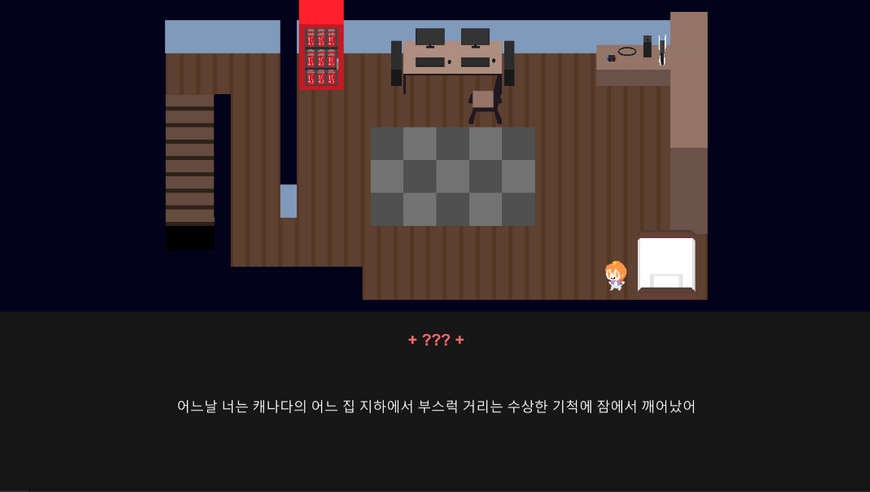 + ??? +
어느날 너는 캐나다의 어느 집 지하에서 부스럭 거리는 수상한 기척에 잠에서 깨어났어